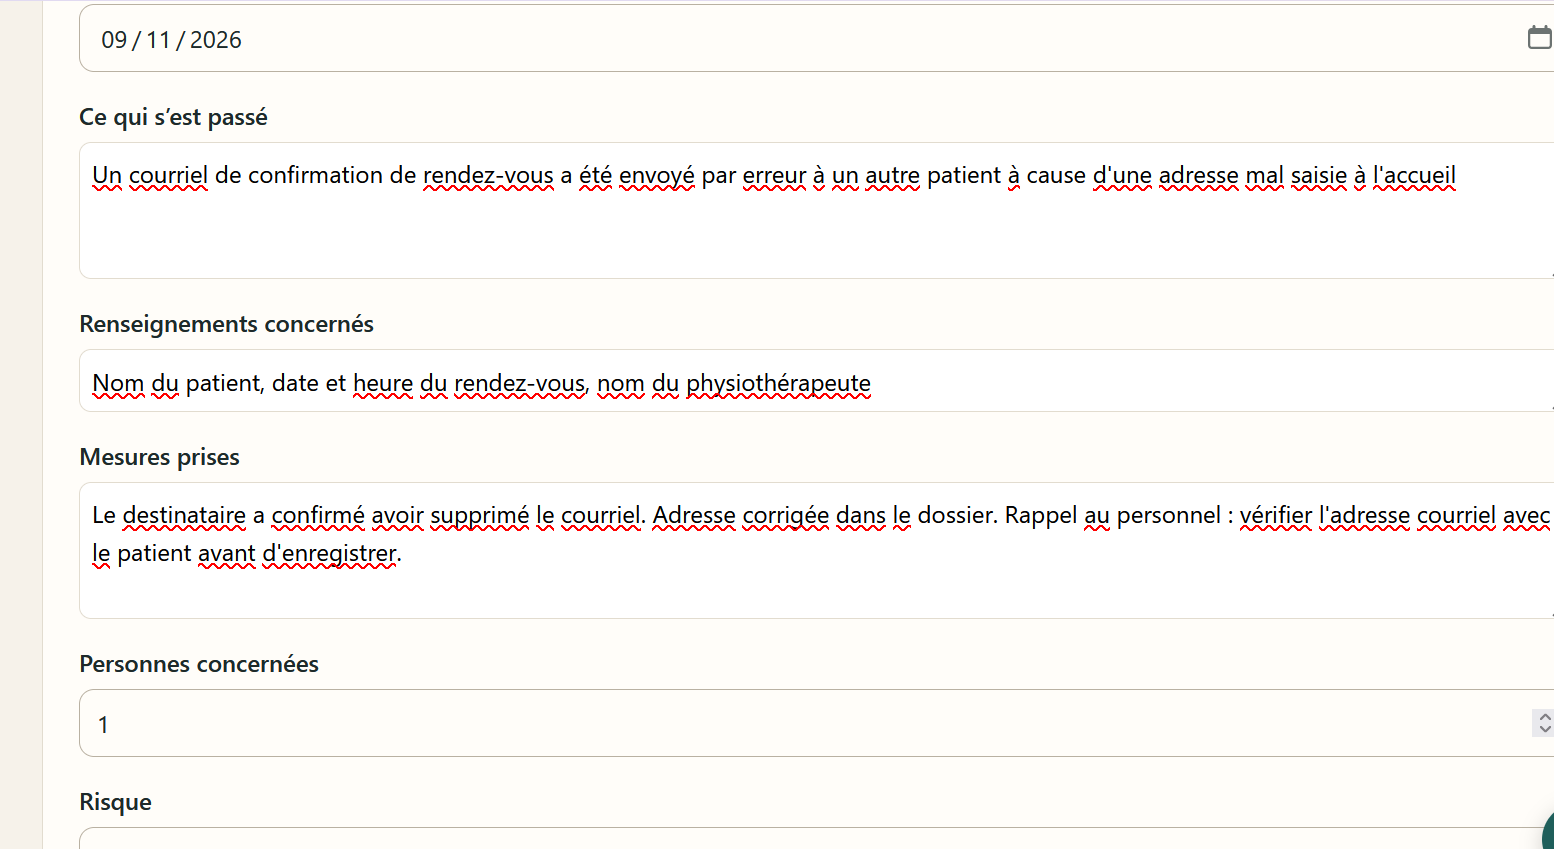 09 / 11 / 2026
Ce qui s’est passé
Un courriel de confirmation de rendez-vous a été envoyé par erreur à un autre patient à cause d'une adresse mal saisie à l'accueil
Renseignements concernés
Nom du patient, date et heure du rendez-vous, nom du physiothérapeute
Mesures prises
Le destinataire a confirmé avoir supprimé le courriel. Adresse corrigée dans le dossier. Rappel au personnel : vérifier l'adresse courriel avec
le patient avant d'enregistrer.
Personnes concernées
1
Risque